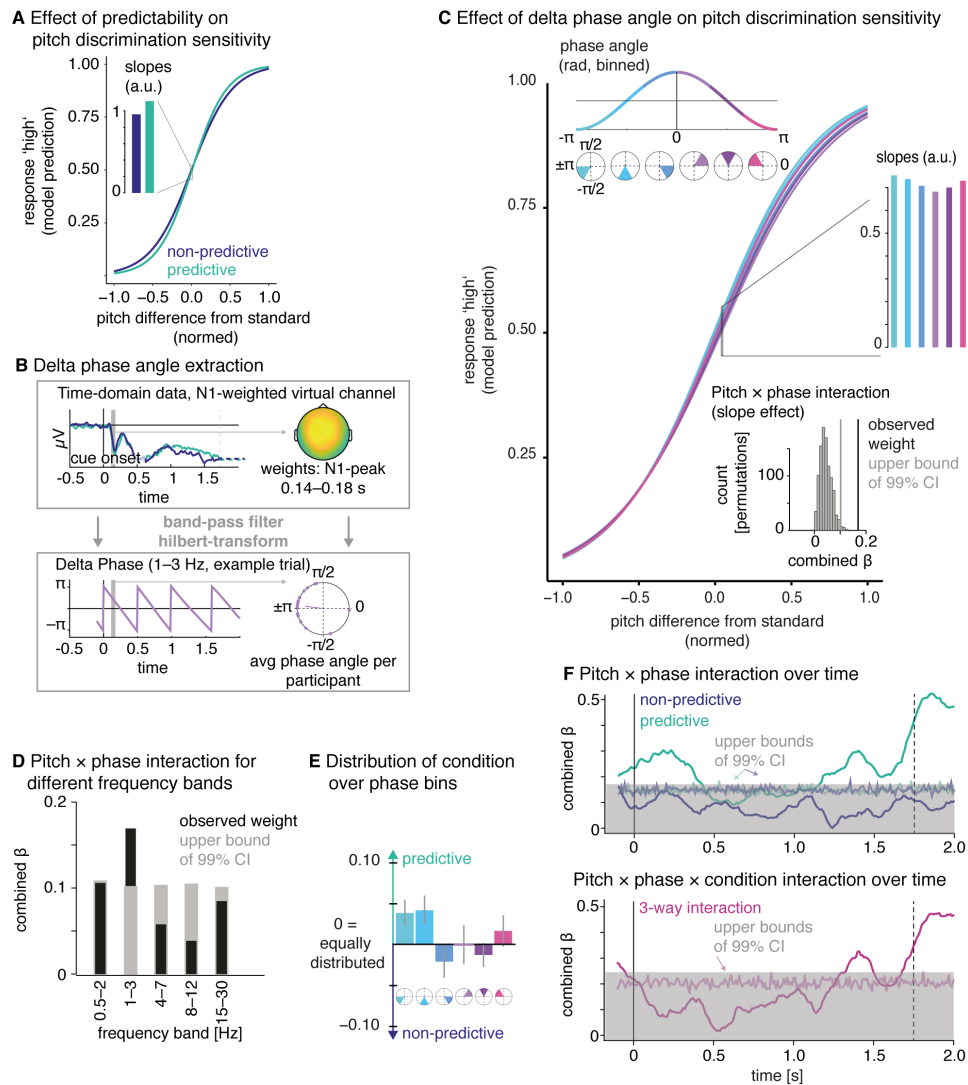 A Effect of predictability on
pitch discrimination sensitivity
slopes
(a.u.)
1
0
1.00
0.75
0.50
0.25
response 'high'
(model prediction)
non-predictive
predictive
−1.0 −0.5 0.0 0.5 1.0
pitch difference from standard
(normed)
B Delta phase angle extraction
Time-domain data, N1-weighted virtual channel
µV
cue onset
-0.5 0 0.5 1 1.5
time
weights: N1-peak
0.14–0.18 s
band-pass filter
hilbert-transform
Delta Phase (1–3 Hz, example trial)
π
−π
-0.5 0 0.5 1 1.5
time
π/2
±π
0
-π/2
avg phase angle per
participant
C Effect of delta phase angle on pitch discrimination sensitivity
phase angle
(rad, binned)
-π 0 π
π/2
±π
0
-π/2
1.00
0.75
0.50
0.25
response 'high'
(model prediction)
slopes (a.u.)
0.5
0
Pitch × phase interaction
(slope effect)
count
[permutations]
100
0
0 0.2
combined β
observed
weight
upper bound
of 99% CI
−1.0 −0.5 0.0 0.5 1.0
pitch difference from standard
(normed)
D Pitch × phase interaction for
different frequency bands
0.2
0.1
0
combined β
observed weight
upper bound
of 99% CI
0.5–2 1–3 4–7 8–12 15–30
frequency band [Hz]
E Distribution of condition
over phase bins
0.10
predictive
0 =
equally
distributed
−0.10
non-predictive
F Pitch × phase interaction over time
0.5
0
combined β
non-predictive
predictive
upper bounds
of 99% CI
0 0.5 1.0 1.5 2.0
Pitch × phase × condition interaction over time
0.5
0
combined β
3-way interaction
upper bounds
of 99% CI
0 0.5 1.0 1.5 2.0
time [s]